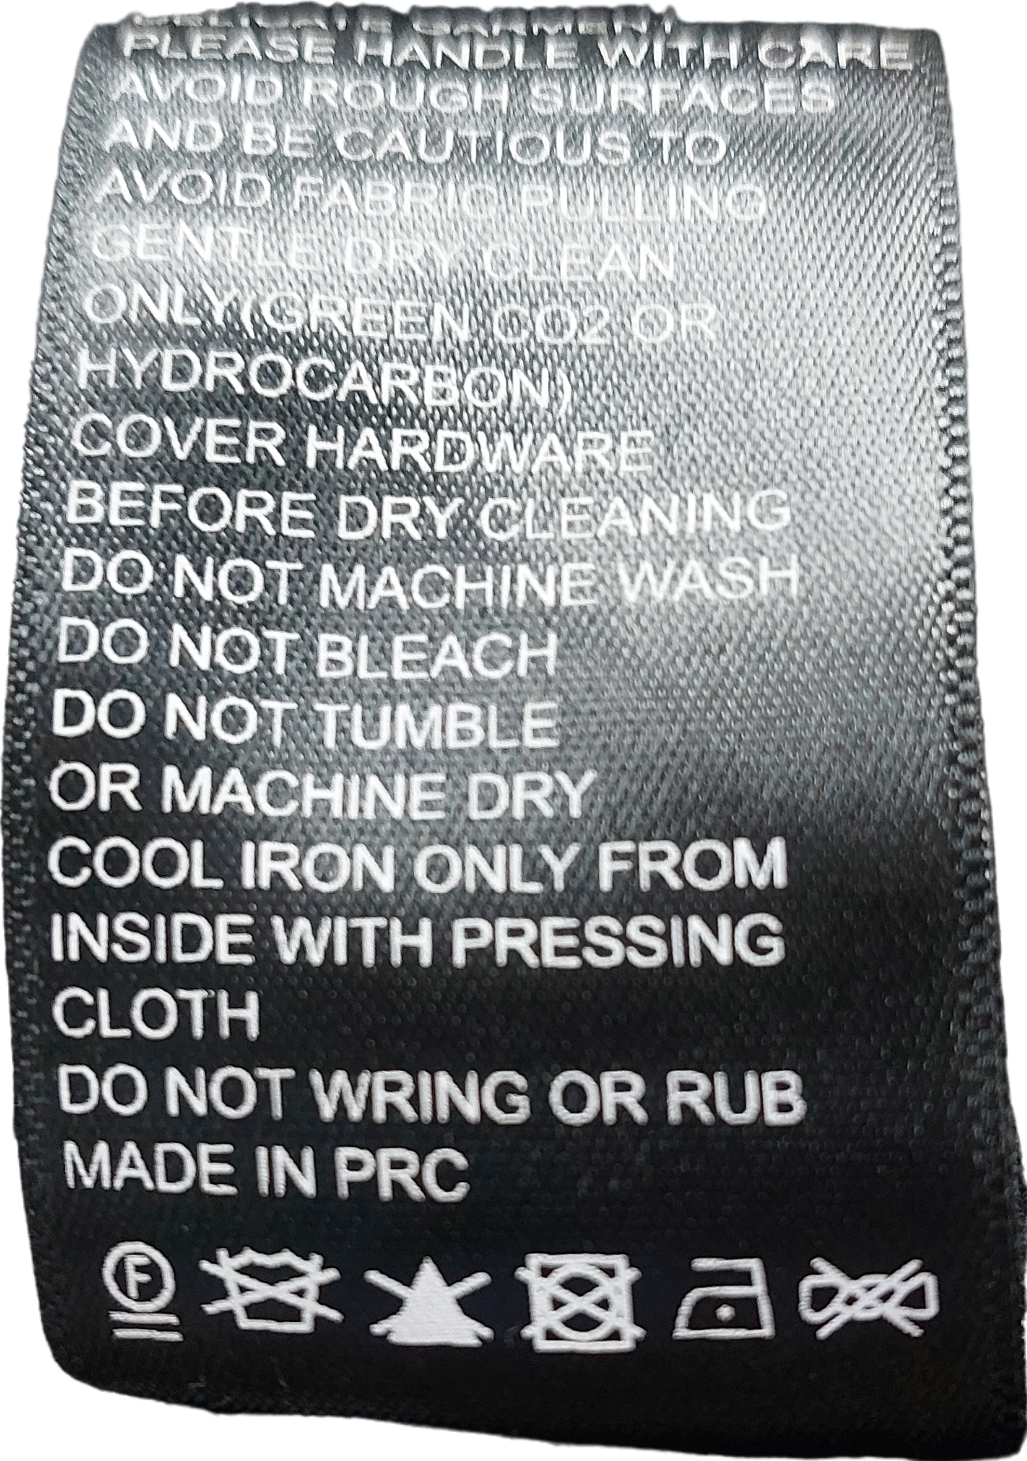 DELICATE GARMENT
PLEASE HANDLE WITH CARE
AVOID ROUGH SURFACES
AND BE CAUTIOUS TO
AVOID FABRIC PULLING
GENTLE DRY CLEAN
ONLY(GREEN CO2 OR
HYDROCARBON)
COVER HARDWARE
BEFORE DRY CLEANING
DO NOT MACHINE WASH
DO NOT BLEACH
DO NOT TUMBLE
OR MACHINE DRY
COOL IRON ONLY FROM
INSIDE WITH PRESSING
CLOTH
DO NOT WRING OR RUB
MADE IN PRC
F